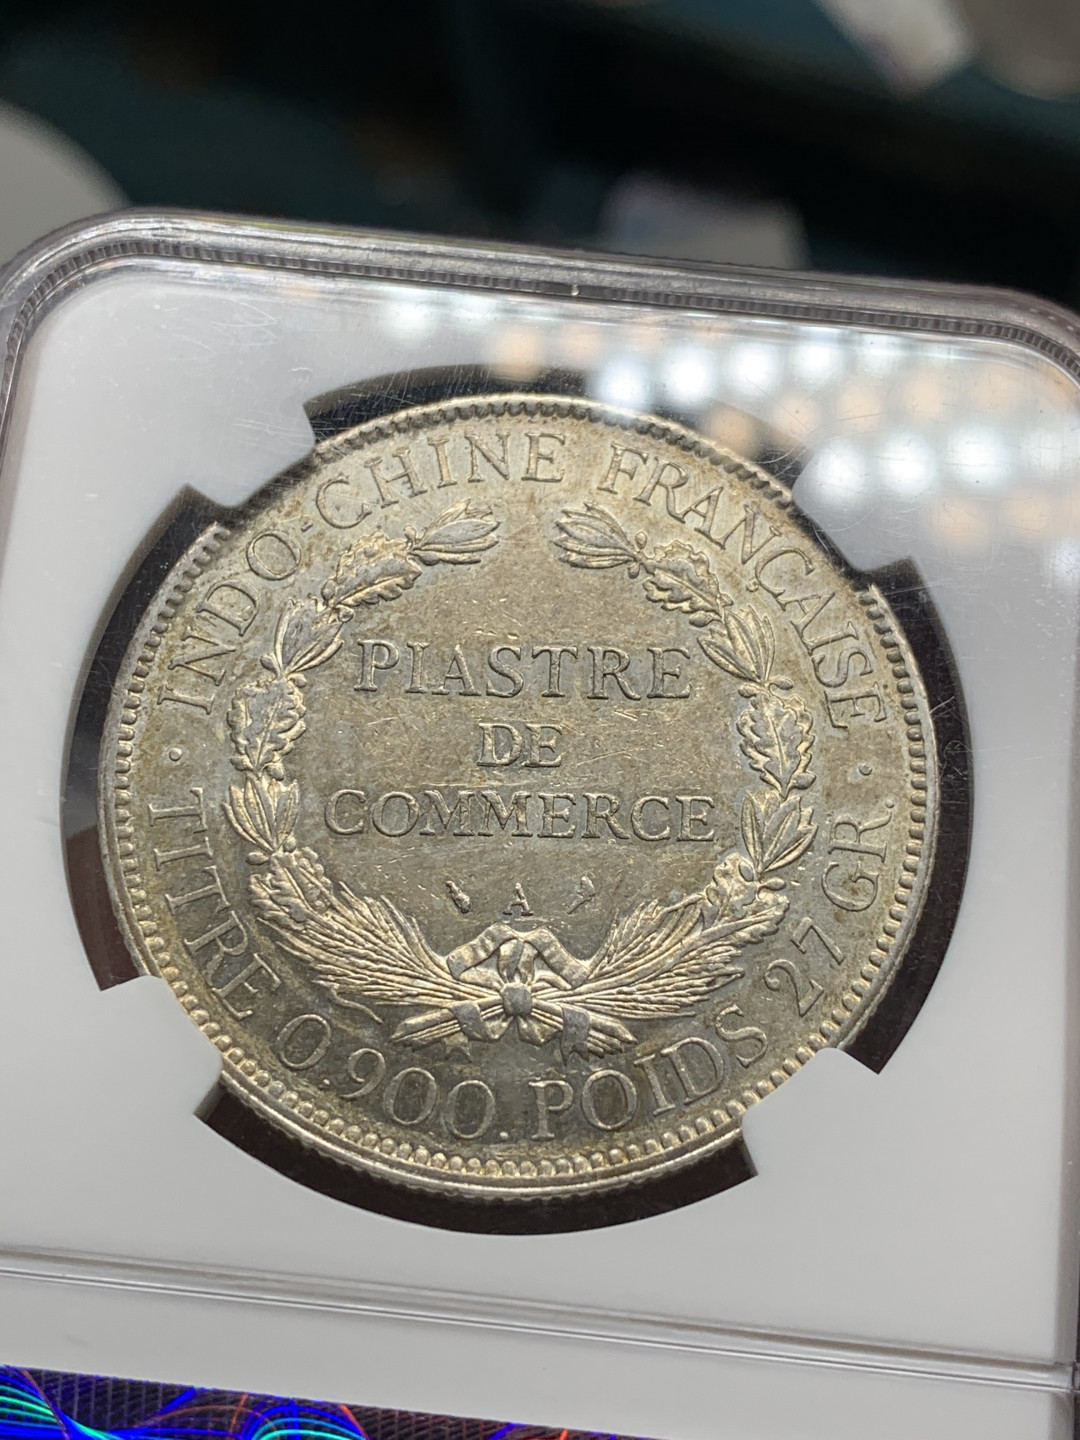 INDO-CHINE FRANÇAISE
PIASTRE
DE
COMMERCE
A
· TITRE 0.900. POIDS 27 GR. ·